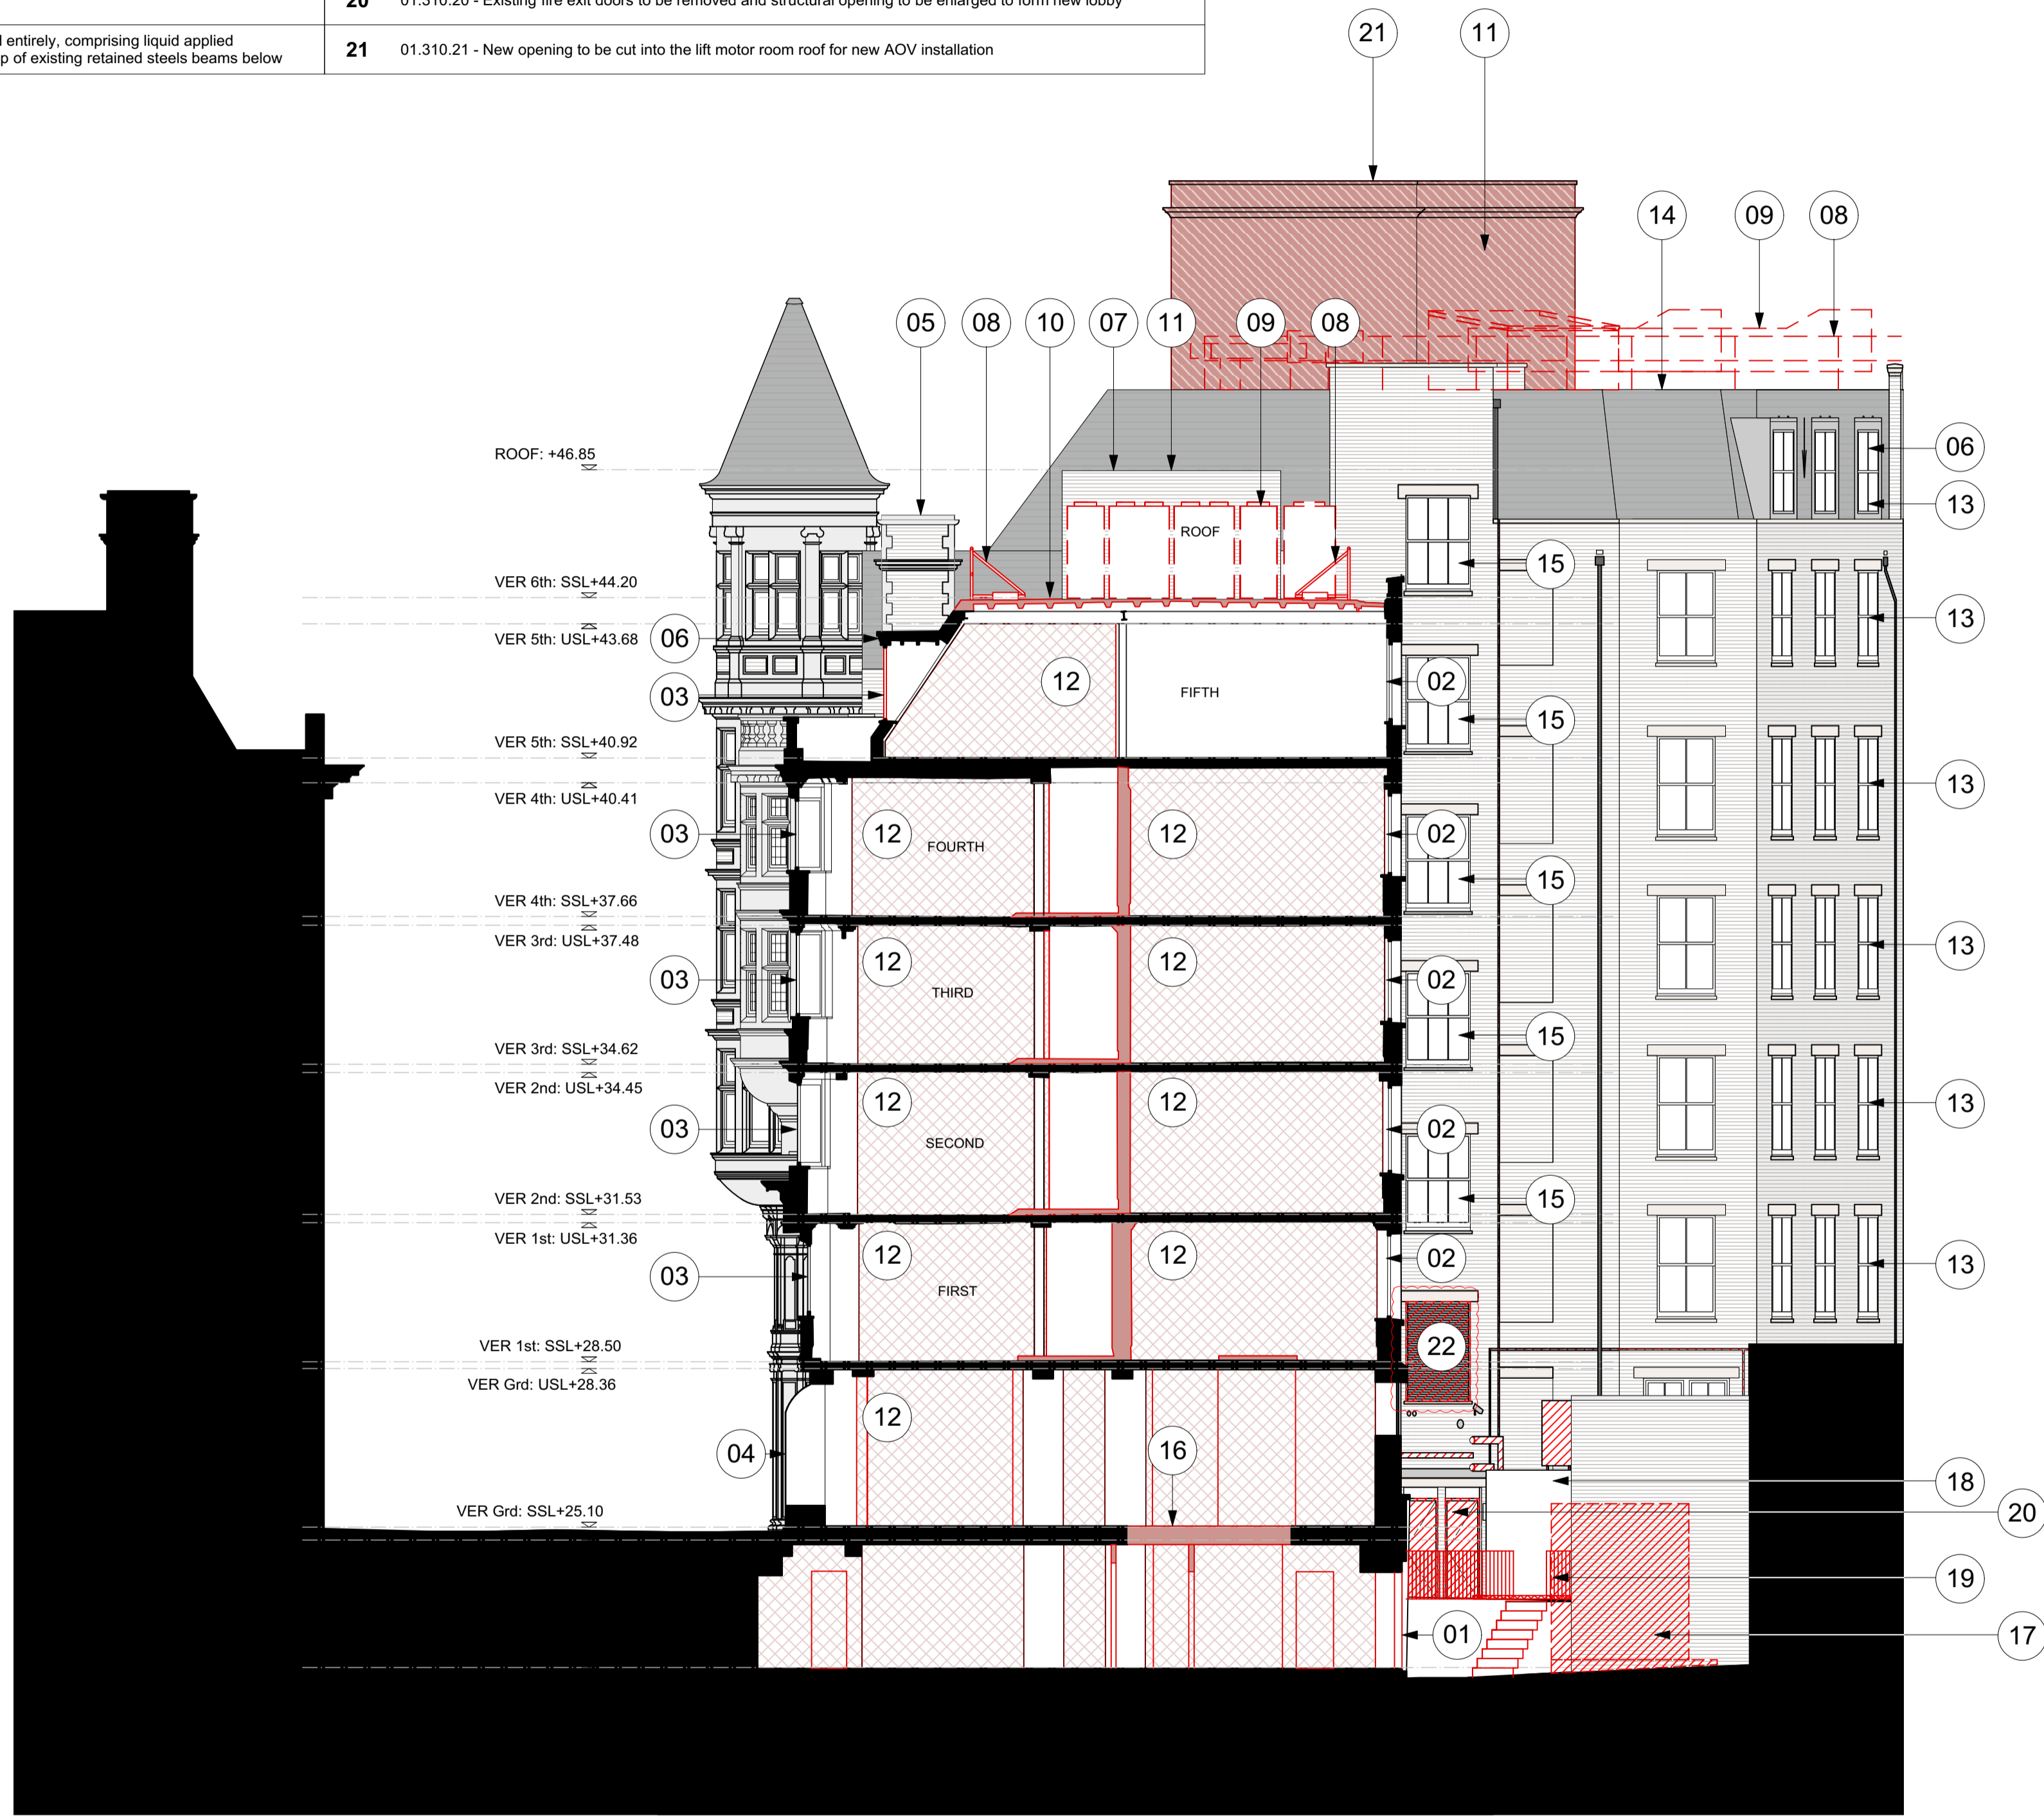 20 01.310.20 - Existing fire exit doors to be removed and structural opening to be enlarged to form new lobby
entirely, comprising liquid applied
of existing retained steels beams below
21 01.310.21 - New opening to be cut into the lift motor room roof for new AOV installation
21 11
14 09 08
05 08 10 07 11 09 08
ROOF: +46.85
06
13
ROOF
15
VER 6th: SSL+44.20
13
VER 5th: USL+43.68
06
12
03
FIFTH
02
15
VER 5th: SSL+40.92
13
VER 4th: USL+40.41
03
12
FOURTH
12
02
15
VER 4th: SSL+37.66
VER 3rd: USL+37.48
13
12
12
03
THIRD
02
15
VER 3rd: SSL+34.62
VER 2nd: USL+34.45
12
12
13
03
SECOND
02
15
VER 2nd: SSL+31.53
VER 1st: USL+31.36
12
12
02
13
03
FIRST
22
VER 1st: SSL+28.50
VER Grd: USL+28.36
12
04
16
18
VER Grd: SSL+25.10
20
19
01
17